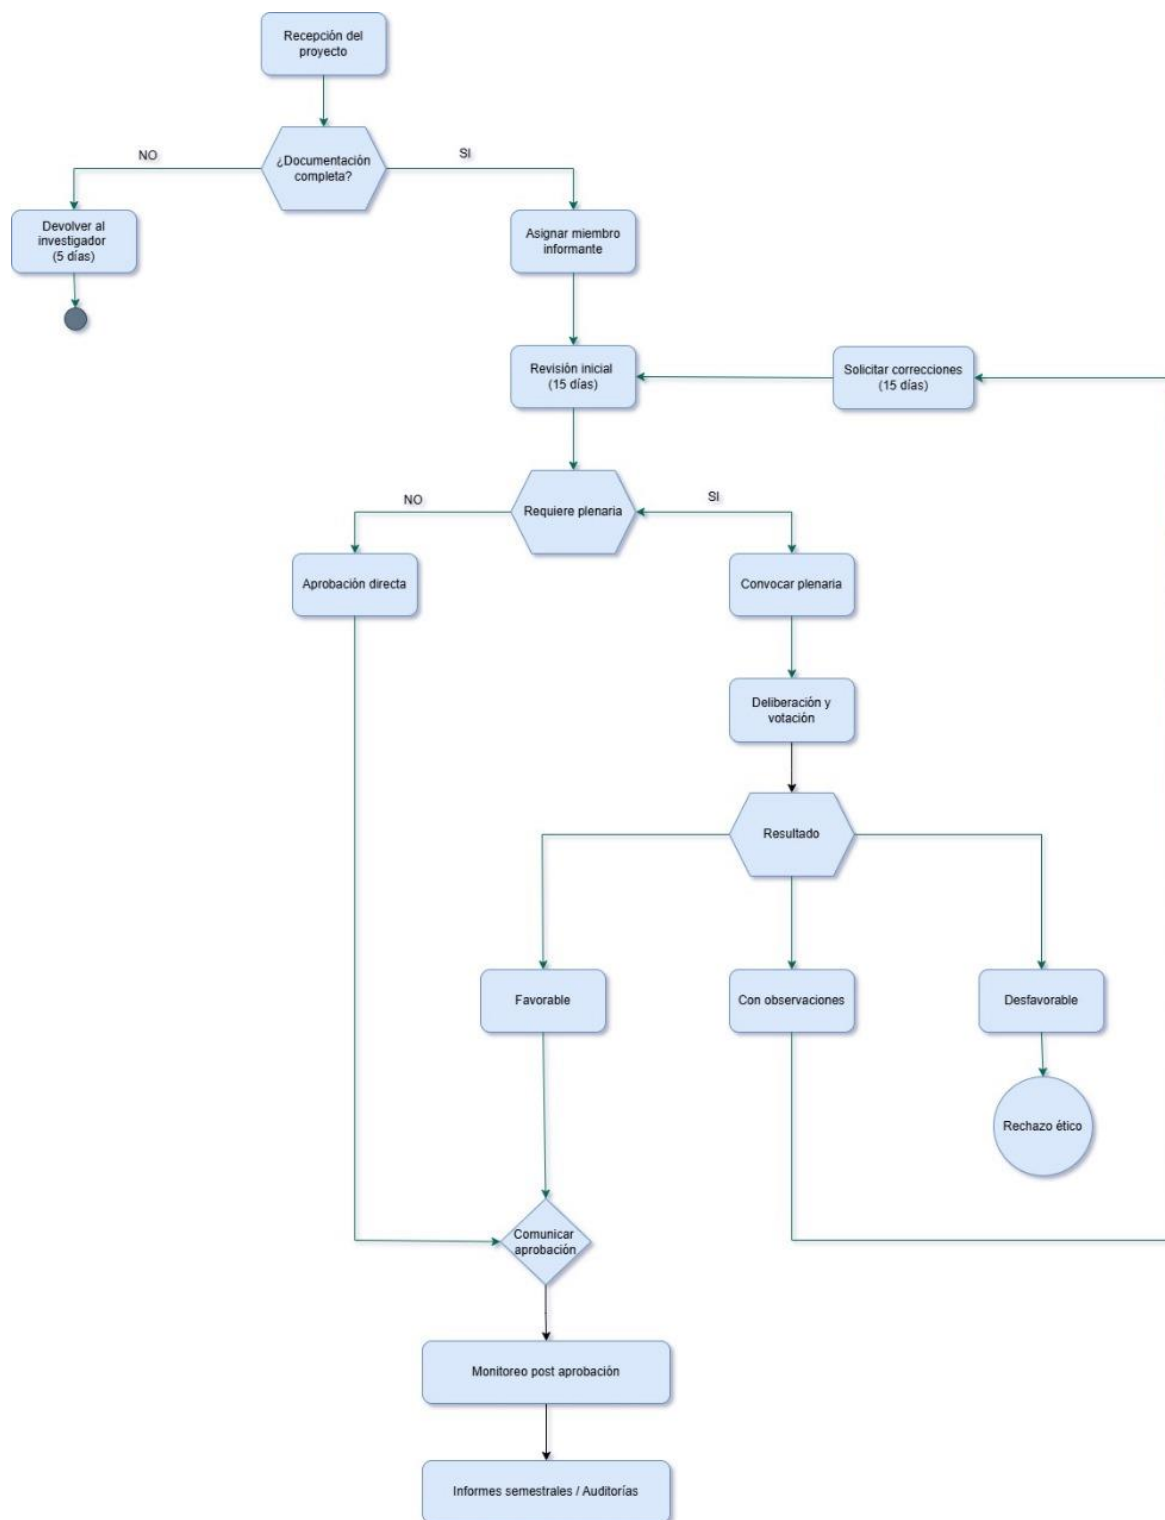 Recepción del
proyecto
¿Documentación
completa?
NO
SI
Devolver al
investigador
(5 días)
Asignar miembro
informante
Revisión inicial
(15 días)
Solicitar correcciones
(15 días)
Requiere plenaria
NO
SI
Aprobación directa
Convocar plenaria
Deliberación y
votación
Resultado
Favorable
Con observaciones
Desfavorable
Rechazo ético
Comunicar
aprobación
Monitoreo post aprobación
Informes semestrales / Auditorías